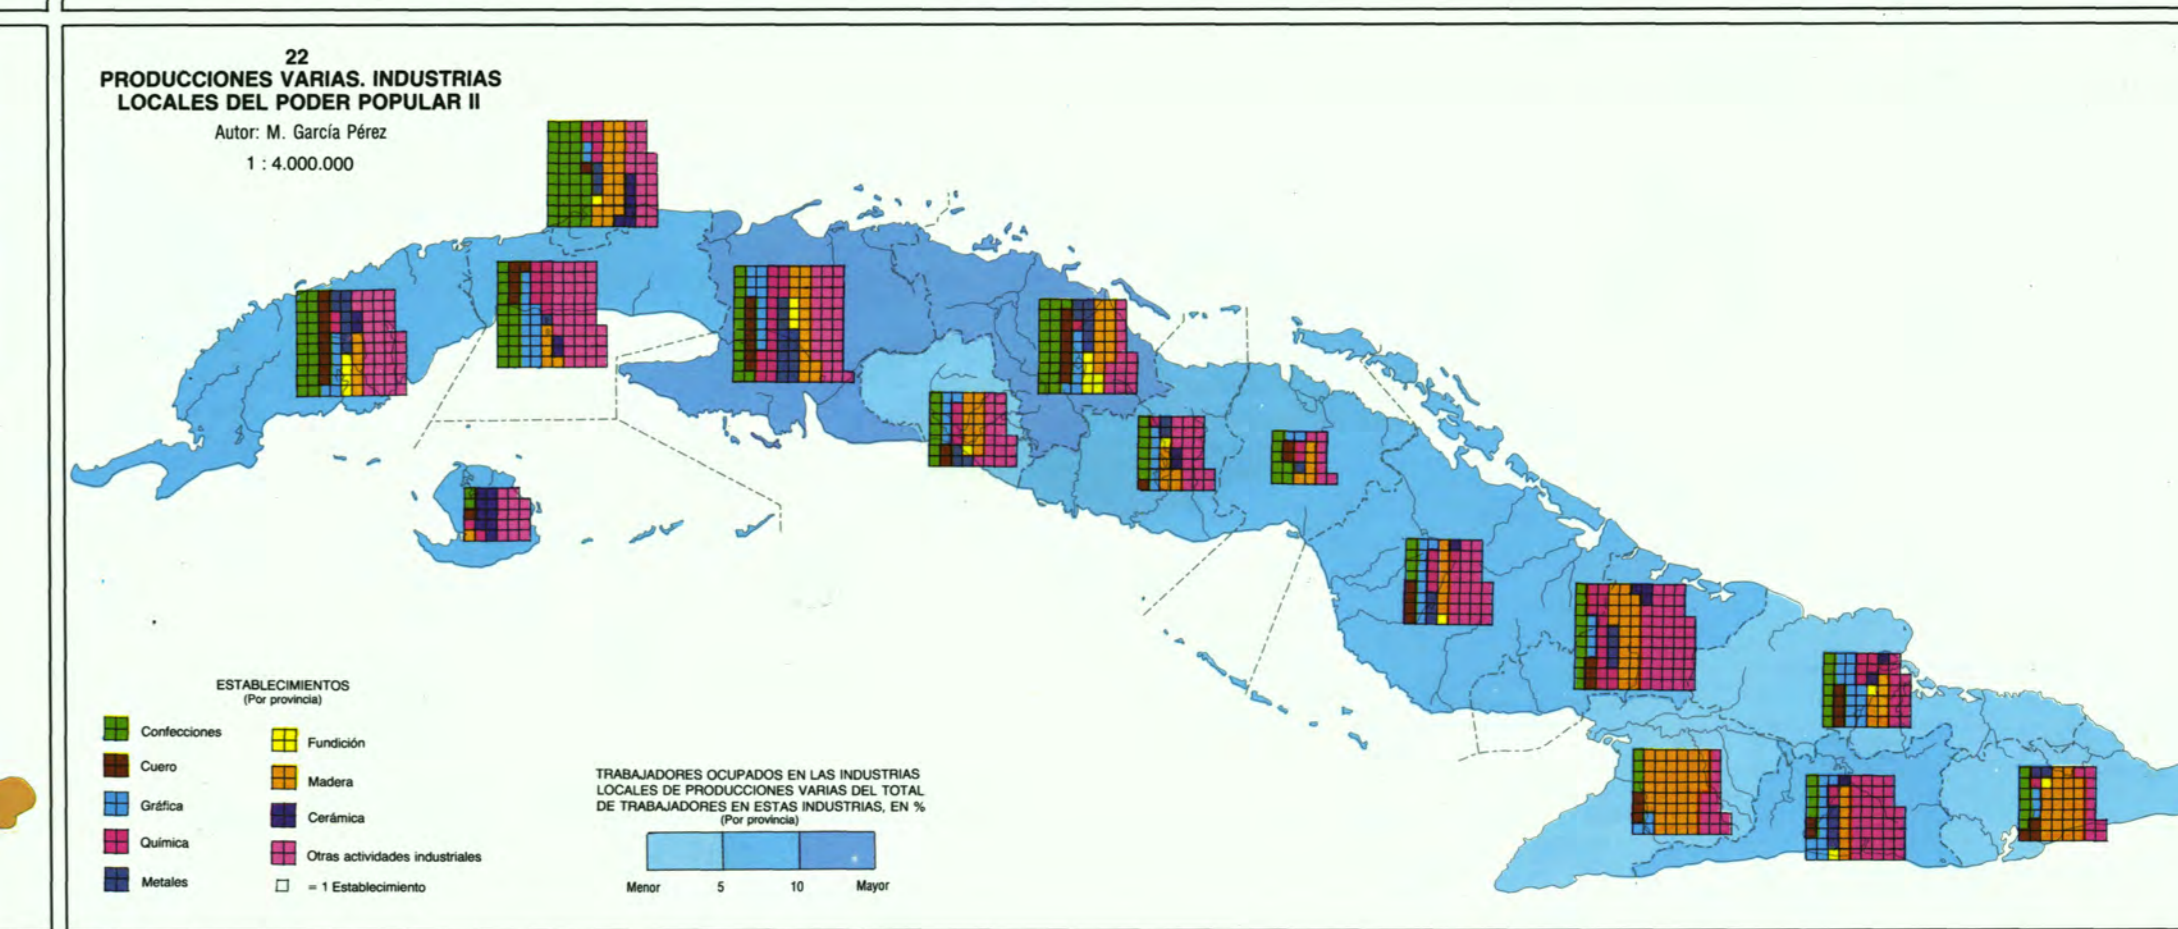 22
PRODUCCIONES VARIAS. INDUSTRIAS
LOCALES DEL PODER POPULAR II
Autor: M. García Pérez
1 : 4.000.000
ESTABLECIMIENTOS
(Por provincia)
Confecciones
Cuero
Gráfica
Química
Metales
Fundición
Madera
Cerámica
Otras actividades industriales
= 1 Establecimiento
TRABAJADORES OCUPADOS EN LAS INDUSTRIAS
LOCALES DE PRODUCCIONES VARIAS DEL TOTAL
DE TRABAJADORES EN ESTAS INDUSTRIAS, EN %
(Por provincia)
Menor 5 10 Mayor